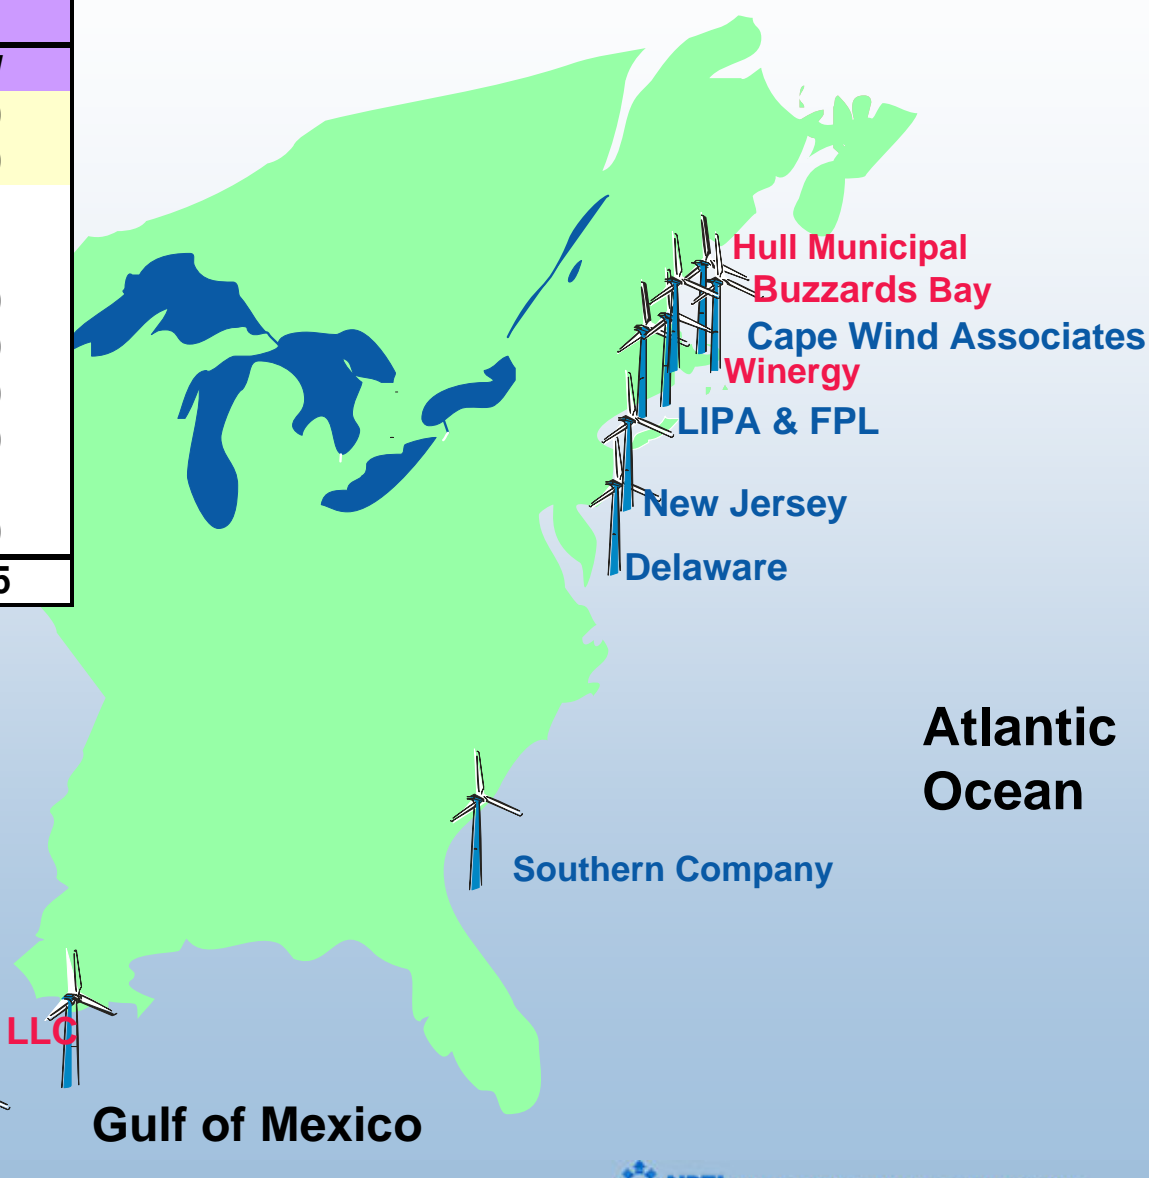 Hull Municipal
Buzzards Bay
Cape Wind Associates
Winergy
LIPA & FPL
New Jersey
Delaware
Atlantic
Ocean
Southern Company
LLC
Gulf of Mexico